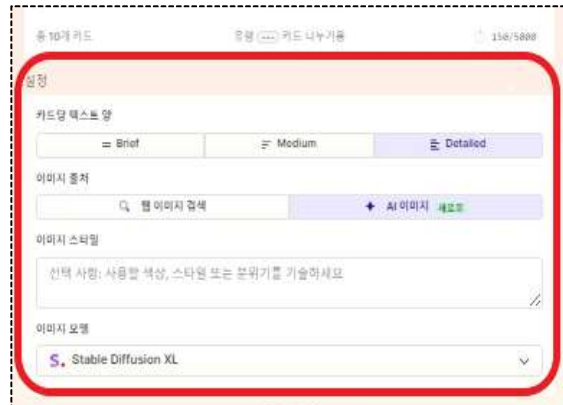 총 10개 카드 유형 --- 카드 나누기용 150/5000
설정
카드당 텍스트 양
Brief Medium Detailed
이미지 출처
웹 이미지 검색 AI 이미지 새로운
이미지 스타일
선택 사항: 사용할 색상, 스타일 또는 분위기를 기술하세요
이미지 모델
S. Stable Diffusion XL